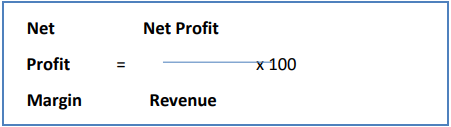 Net Net Profit
Profit = x 100
Margin Revenue